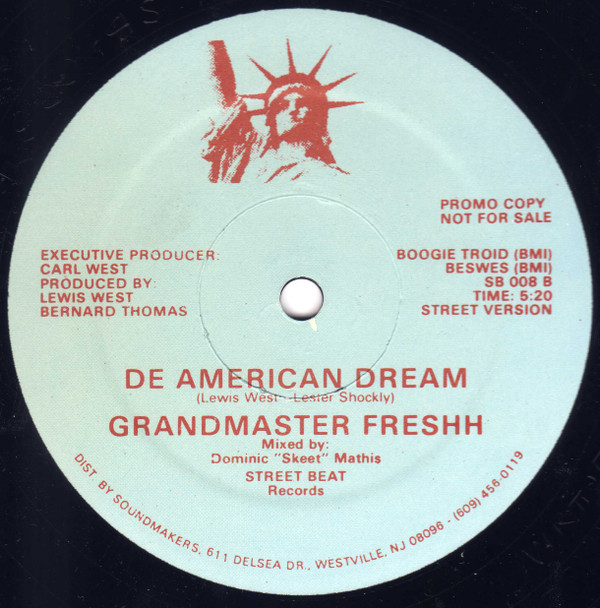 PROMO COPY
NOT FOR SALE
EXECUTIVE PRODUCER:
CARL WEST
PRODUCED BY:
LEWIS WEST
BERNARD THOMAS
BOOGIE TROID (BMI)
BESWES (BMI)
SB 008 B
TIME: 5:20
STREET VERSION
DE AMERICAN DREAM
(Lewis West - Lester Shockly)
GRANDMASTER FRESHH
Mixed by:
Dominic "Skeet" Mathis
STREET BEAT
Records
DIST BY SOUNDMAKERS, 611 DELSEA DR., WESTVILLE, NJ 08096 - (609) 456-0119